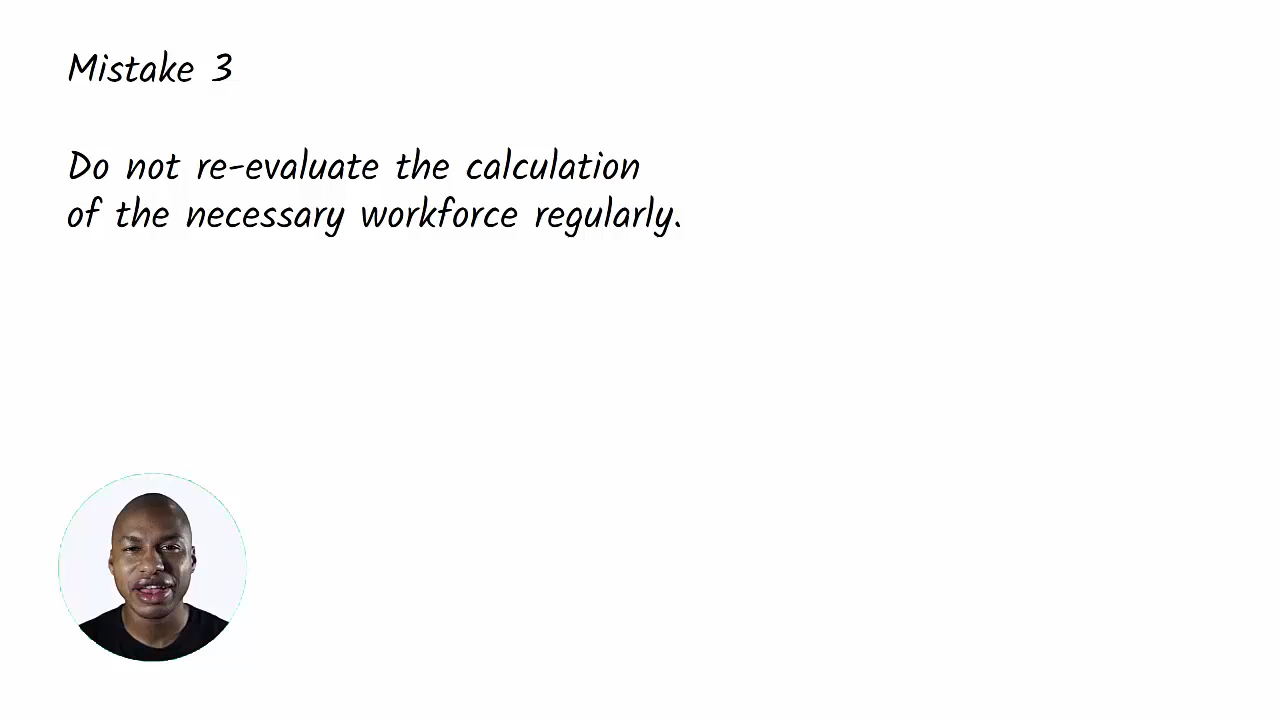 Mistake 3
Do not re-evaluate the calculation
of the necessary workforce regularly.